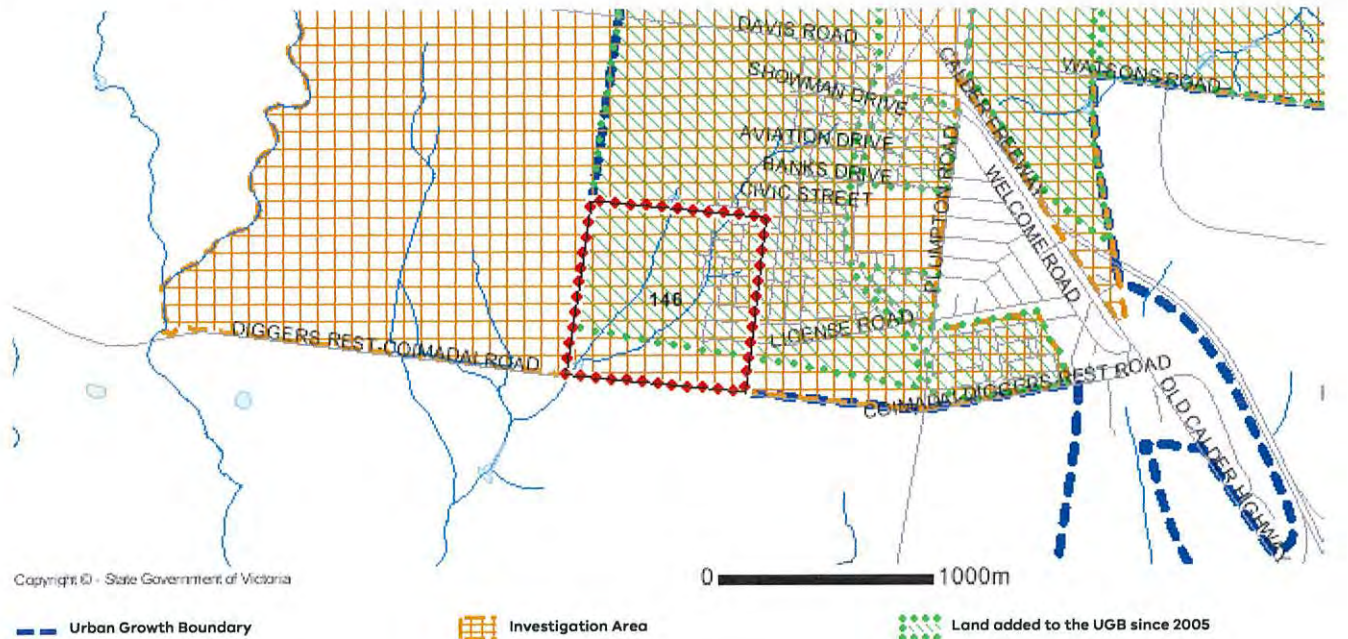 DAVIS ROAD
SHOWMAN DRIVE
CALDER FREEWAY
WATSONS ROAD
AVIATION DRIVE
BANKS DRIVE
CIVIC STREET
PLUMPTON ROAD
WELCOME ROAD
146
LICENSE ROAD
DIGGERS REST-COIMADAI ROAD
COIMADAI-DIGGERS REST ROAD
OLD CALDER HIGHWAY
Copyright © - State Government of Victoria
0 1000m
Urban Growth Boundary Investigation Area Land added to the UGB since 2005